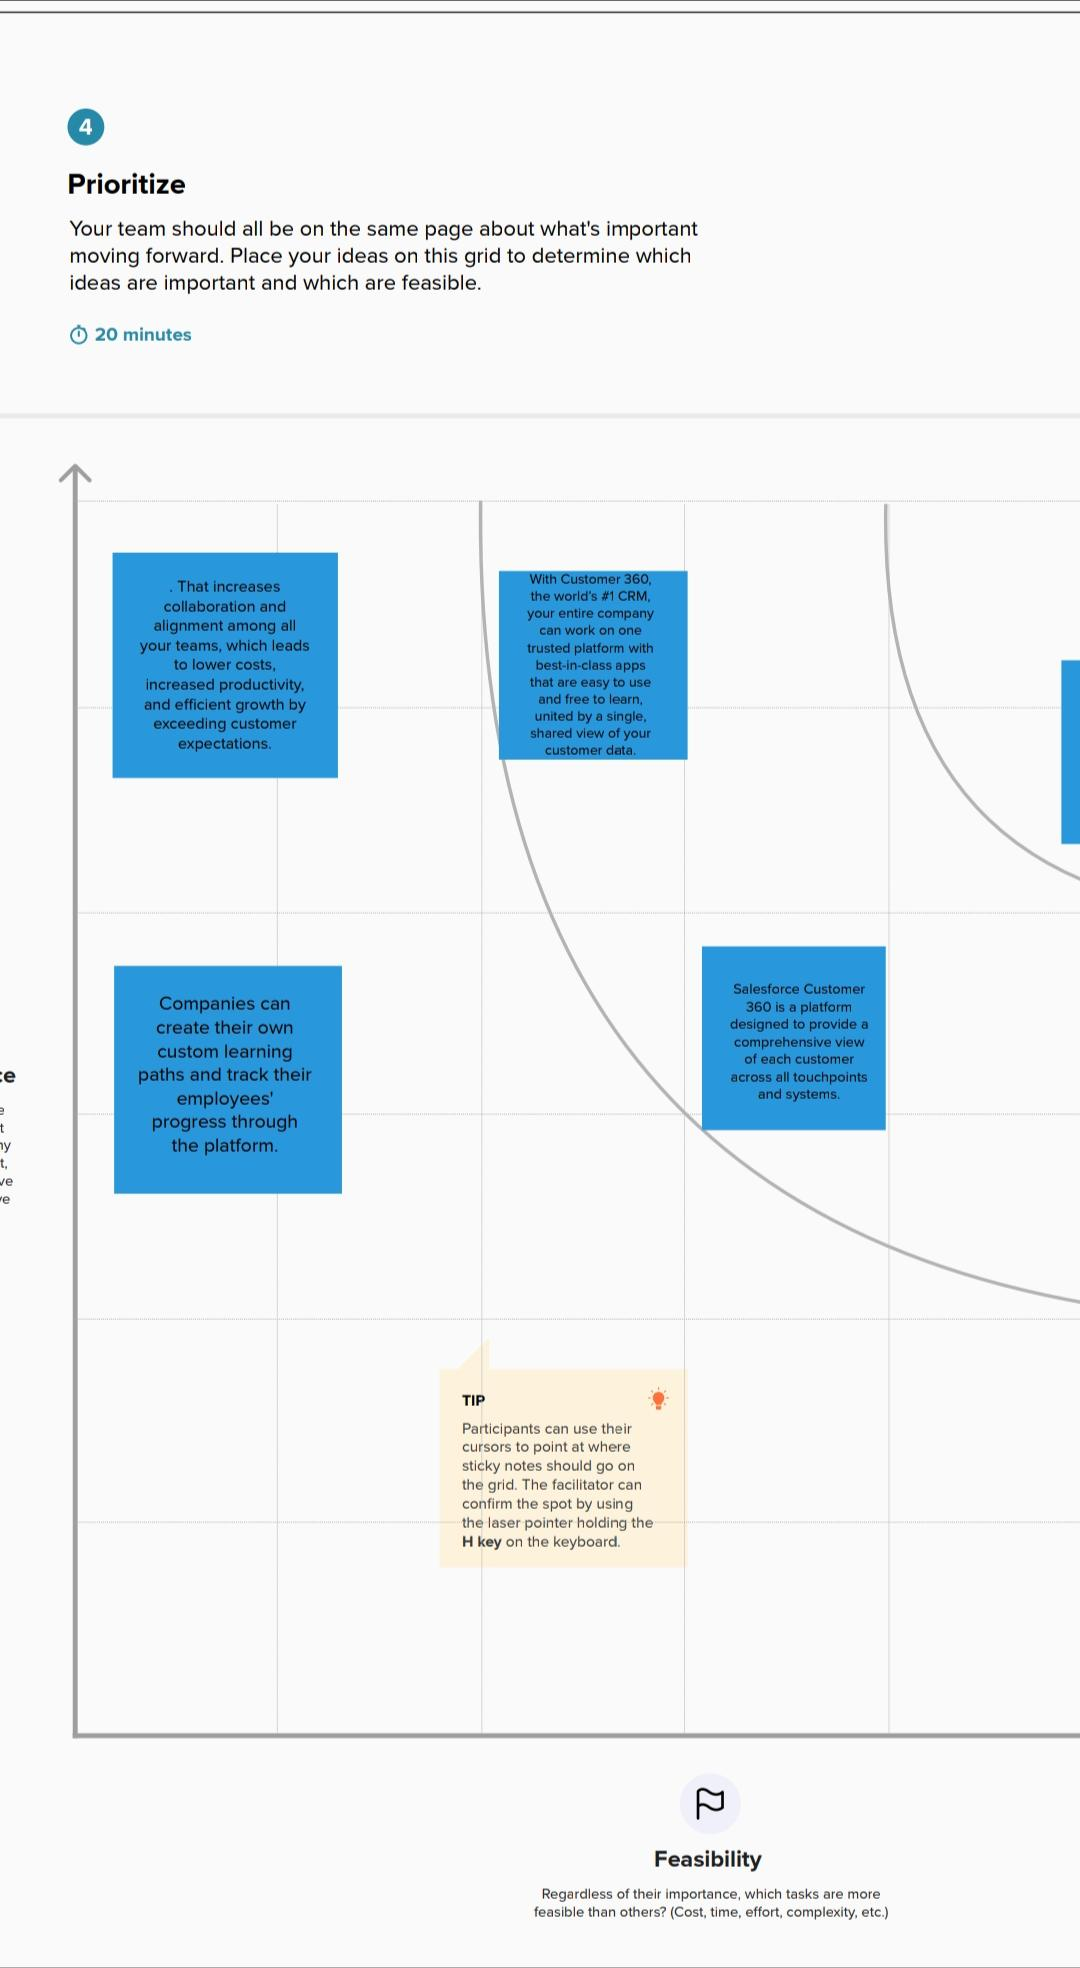 4
Prioritize
Your team should all be on the same page about what's important
moving forward. Place your ideas on this grid to determine which
ideas are important and which are feasible.
20 minutes
. That increases
collaboration and
alignment among all
your teams, which leads
to lower costs,
increased productivity,
and efficient growth by
exceeding customer
expectations.
With Customer 360,
the world's #1 CRM,
your entire company
can work on one
trusted platform with
best-in-class apps
that are easy to use
and free to learn,
united by a single,
shared view of your
customer data.
Companies can
create their own
custom learning
paths and track their
employees'
progress through
the platform.
Salesforce Customer
360 is a platform
designed to provide a
comprehensive view
of each customer
across all touchpoints
and systems.
TIP
Participants can use their
cursors to point at where
sticky notes should go on
the grid. The facilitator can
confirm the spot by using
the laser pointer holding the
H key on the keyboard.
Feasibility
Regardless of their importance, which tasks are more
feasible than others? (Cost, time, effort, complexity, etc.)